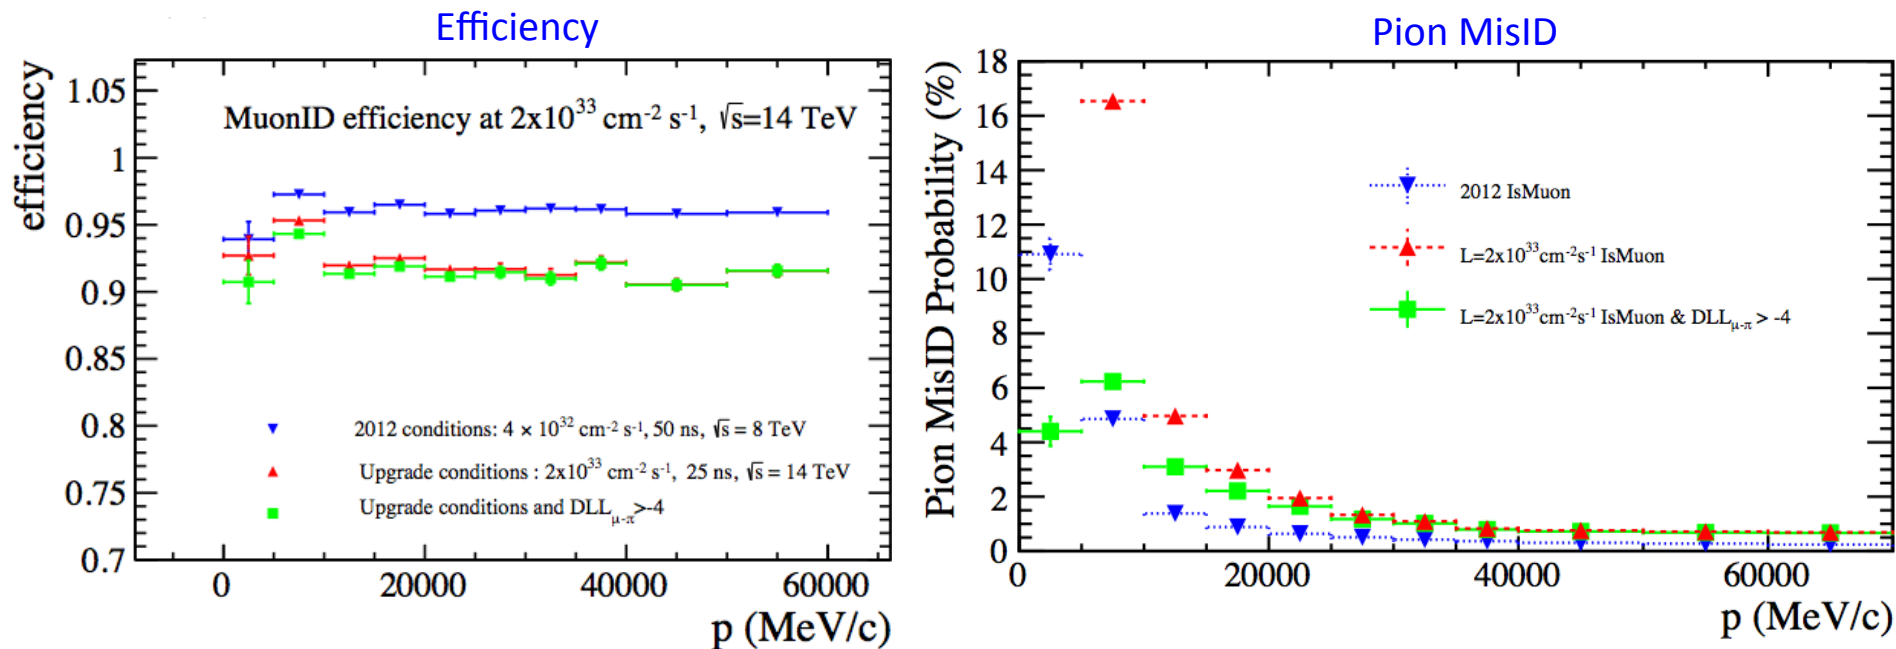 Efficiency
efficiency
1.05
1
0.95
0.9
0.85
0.8
0.75
0.7
MuonID efficiency at 2x10³³ cm⁻² s⁻¹, √s=14 TeV
2012 conditions: 4 × 10³² cm⁻² s⁻¹, 50 ns, √s = 8 TeV
Upgrade conditions : 2x10³³ cm⁻² s⁻¹, 25 ns, √s = 14 TeV
Upgrade conditions and DLLμ-π>-4
0 20000 40000 60000
p (MeV/c)
Pion MisID
Pion MisID Probability (%)
18
16
14
12
10
8
6
4
2
0
2012 IsMuon
L=2x10³³cm⁻²s⁻¹ IsMuon
L=2x10³³cm⁻²s⁻¹ IsMuon & DLLμ-π > -4
0 20000 40000 60000
p (MeV/c)